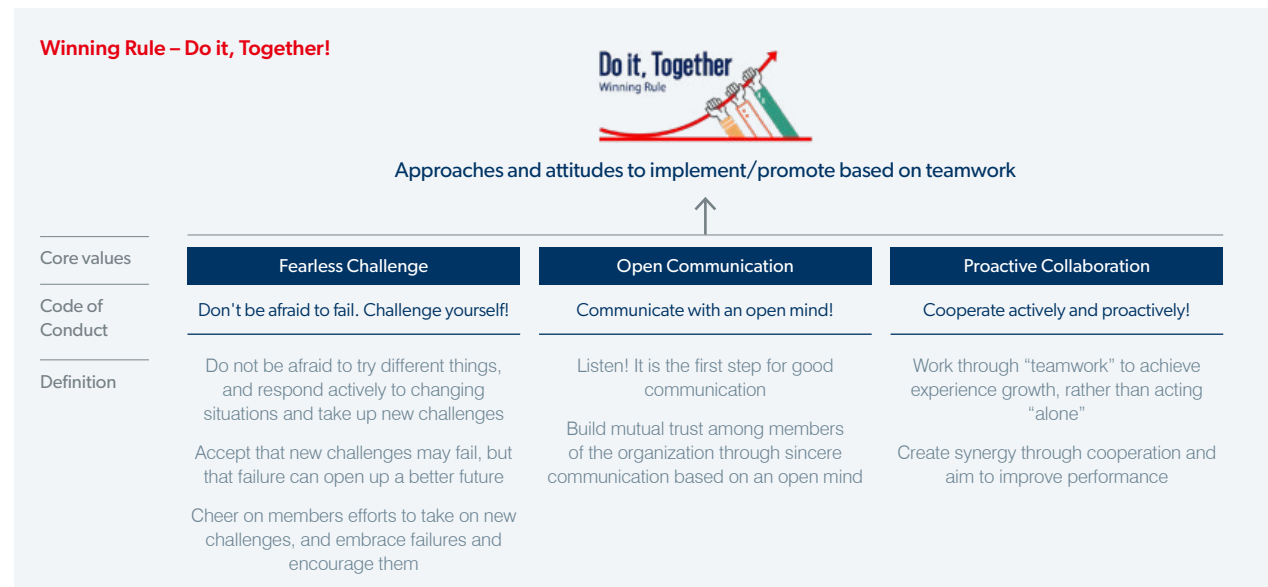 Winning Rule – Do it, Together!
Do it, Together
Winning Rule
Approaches and attitudes to implement/promote based on teamwork
Core values
Fearless Challenge
Open Communication
Proactive Collaboration
Code of
Conduct
Don't be afraid to fail. Challenge yourself!
Communicate with an open mind!
Cooperate actively and proactively!
Definition
Do not be afraid to try different things,
and respond actively to changing
situations and take up new challenges
Accept that new challenges may fail, but
that failure can open up a better future
Cheer on members efforts to take on new
challenges, and embrace failures and
encourage them
Listen! It is the first step for good
communication
Build mutual trust among members
of the organization through sincere
communication based on an open mind
Work through “teamwork” to achieve
experience growth, rather than acting
“alone”
Create synergy through cooperation and
aim to improve performance